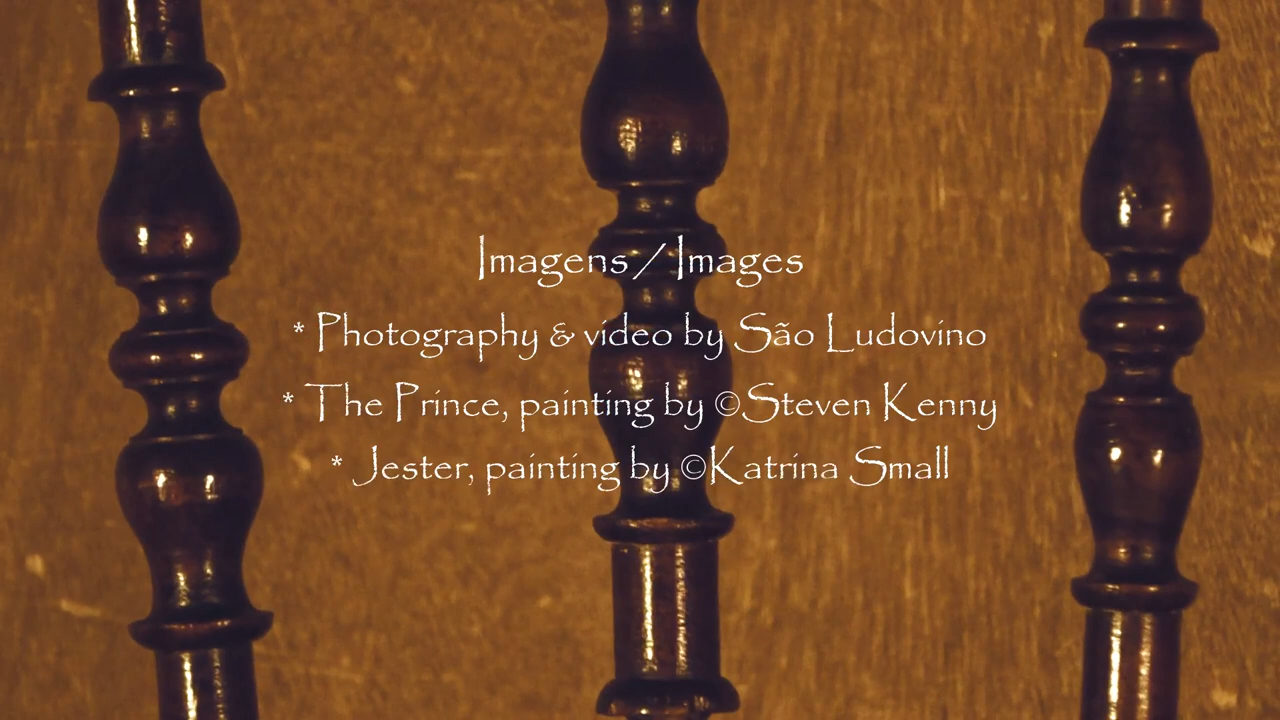 Imagens / Images
* Photography & video by São Ludovino
* The Prince, painting by ©Steven Kenny
* Jester, painting by ©Katrina Small